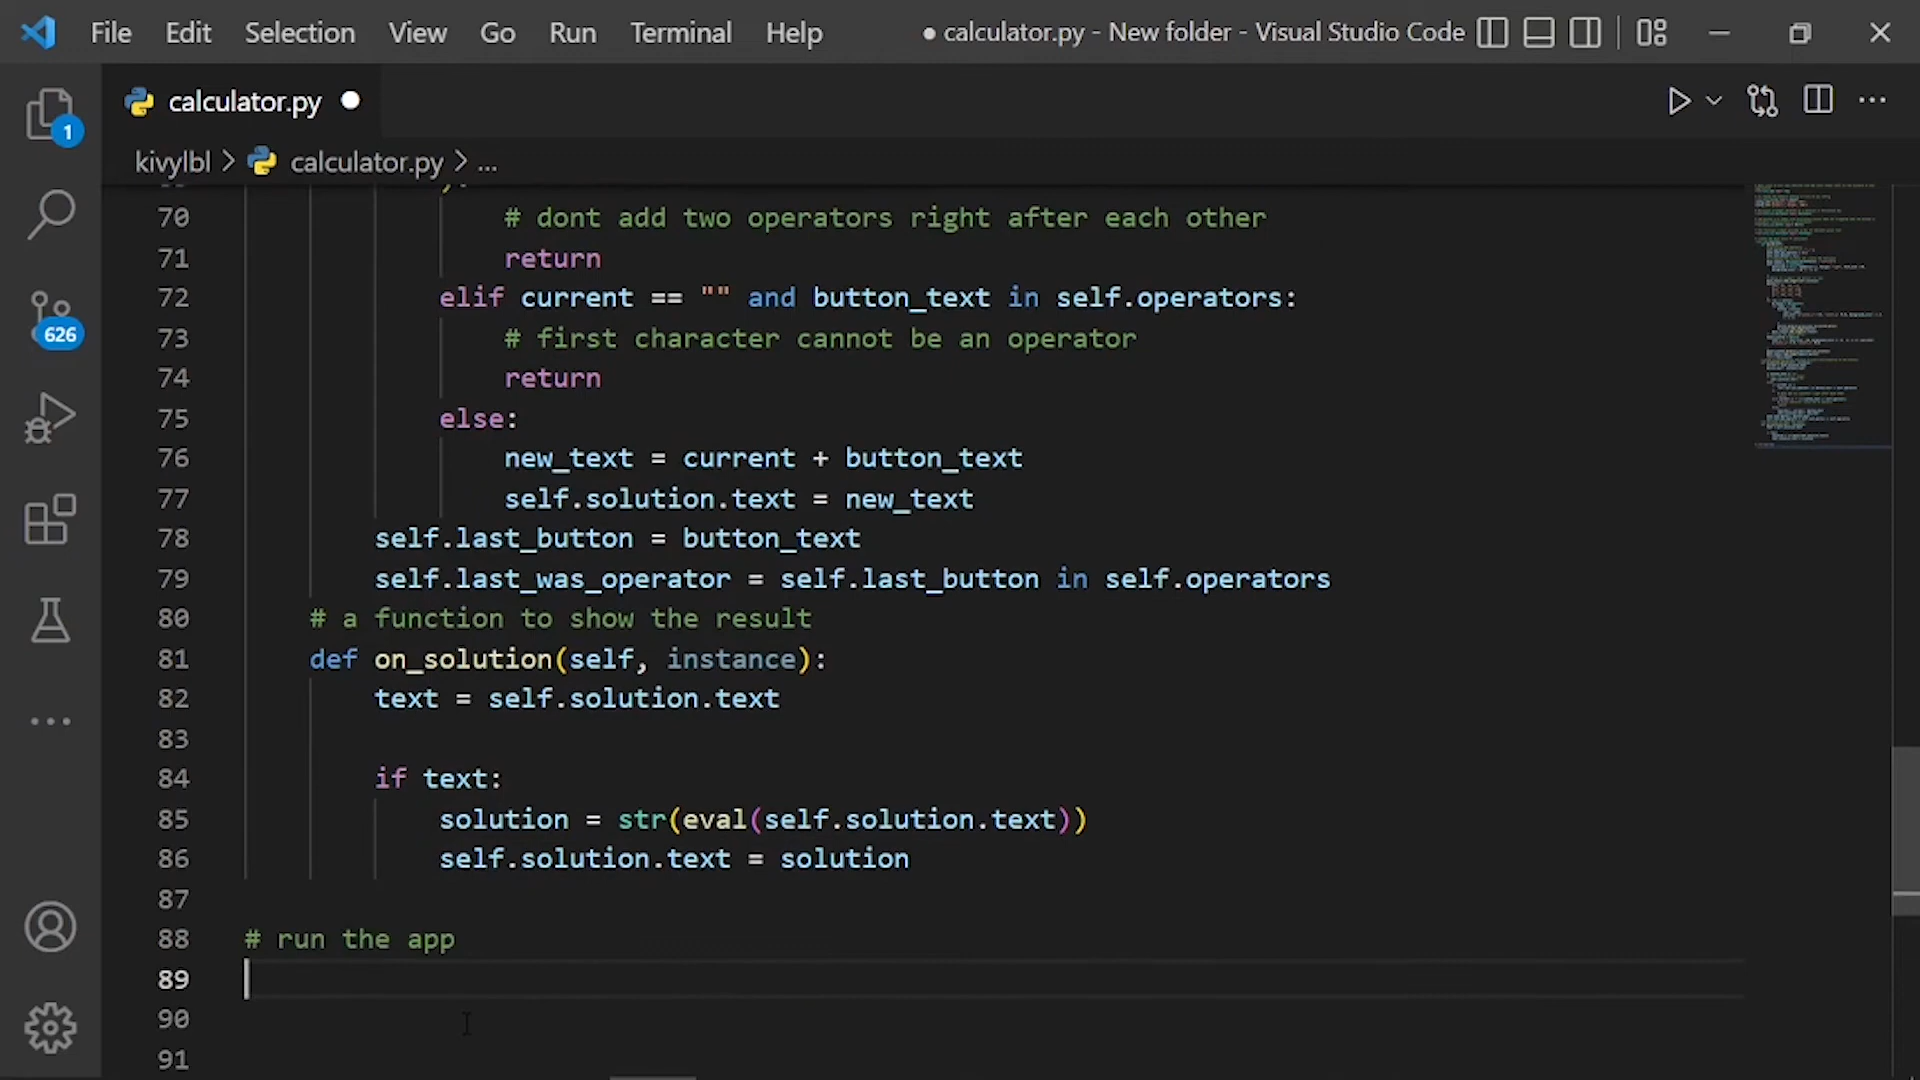 File Edit Selection View Go Run Terminal Help ● calculator.py - New folder - Visual Studio Code
calculator.py
1
kivylbl > calculator.py > ...
70 # dont add two operators right after each other
71 return
72 elif current == "" and button_text in self.operators:
73 # first character cannot be an operator
74 return
75 else:
76 new_text = current + button_text
77 self.solution.text = new_text
78 self.last_button = button_text
79 self.last_was_operator = self.last_button in self.operators
80 # a function to show the result
81 def on_solution(self, instance):
82 text = self.solution.text
83
84 if text:
85 solution = str(eval(self.solution.text))
86 self.solution.text = solution
87
88 # run the app
89
90
91
626